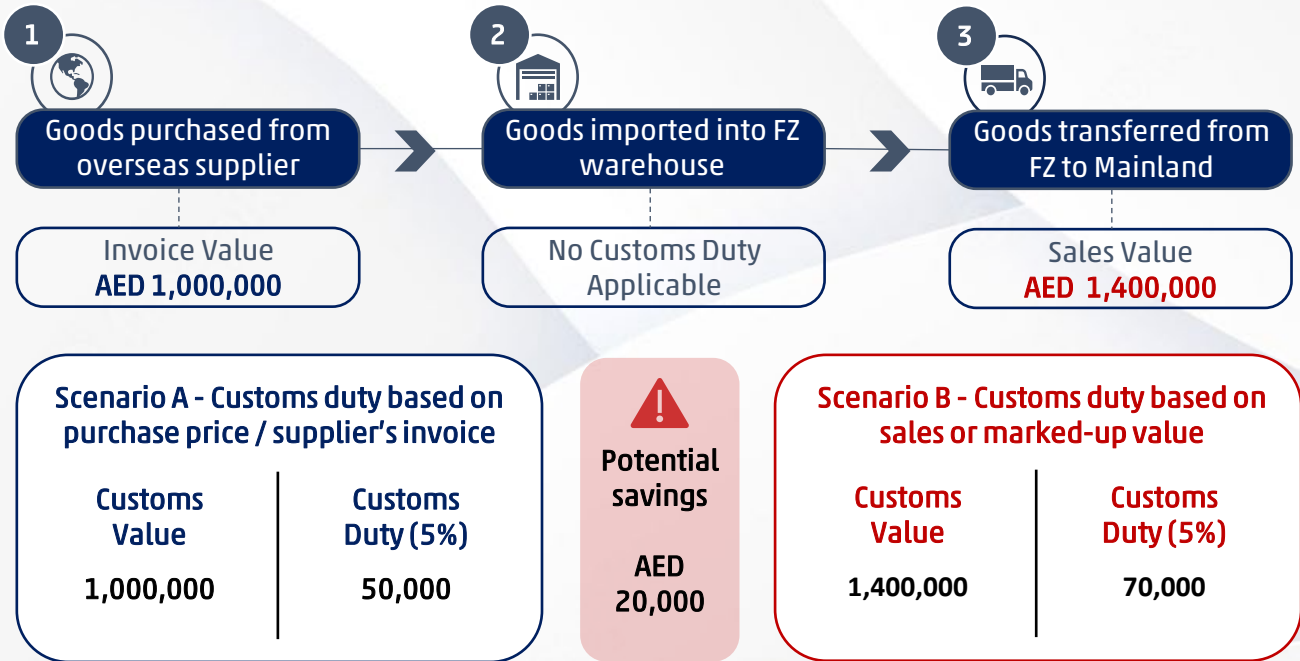 1
Goods purchased from
overseas supplier
Invoice Value
AED 1,000,000
2
Goods imported into FZ
warehouse
No Customs Duty
Applicable
3
Goods transferred from
FZ to Mainland
Sales Value
AED 1,400,000
Scenario A - Customs duty based on
purchase price / supplier's invoice
Customs
Value
1,000,000
Customs
Duty (5%)
50,000
Potential
savings
AED
20,000
Scenario B - Customs duty based on
sales or marked-up value
Customs
Value
1,400,000
Customs
Duty (5%)
70,000